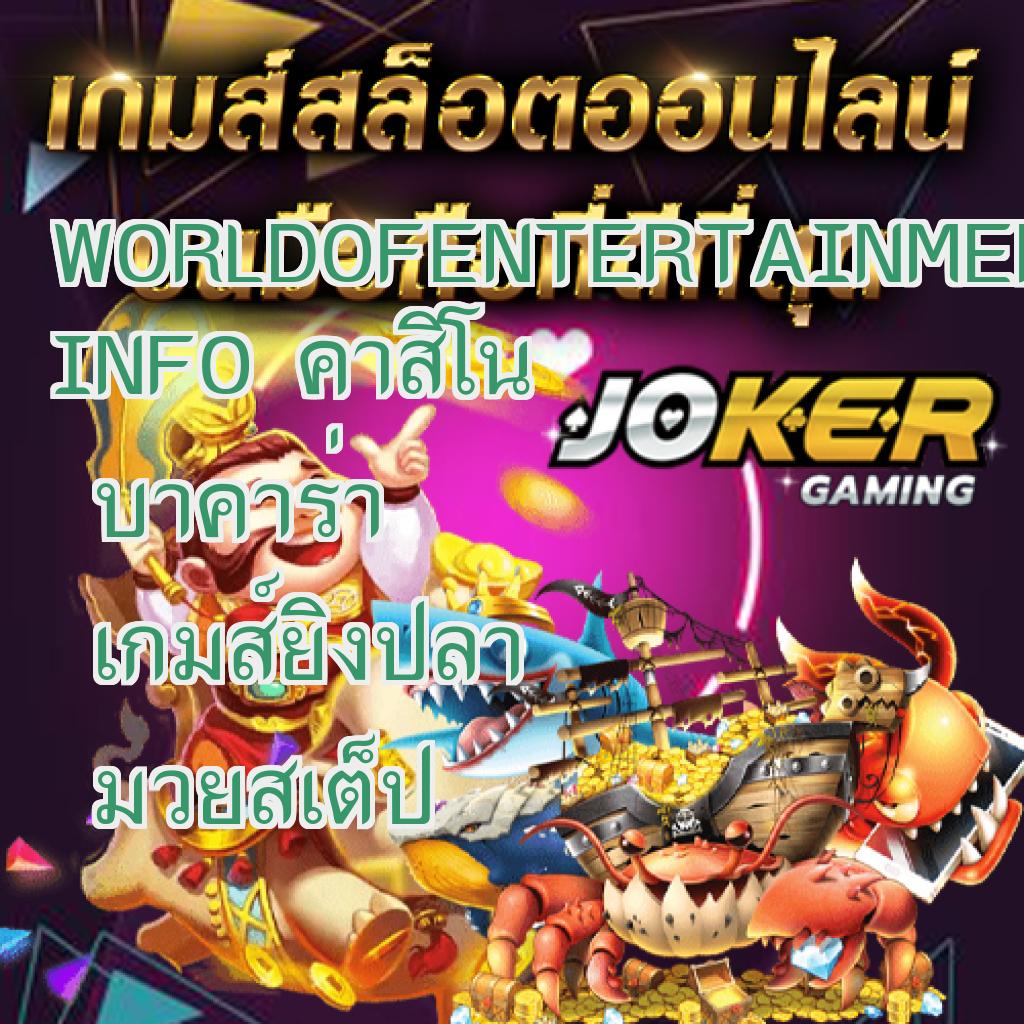 เกมส์สล็อตออนไลน์
WORLDOFENTERTAINME
INFO คาสิโน
JOKER
GAMING
บาคาร่า
เกมส์ยิงปลา
มวยสเต็ป